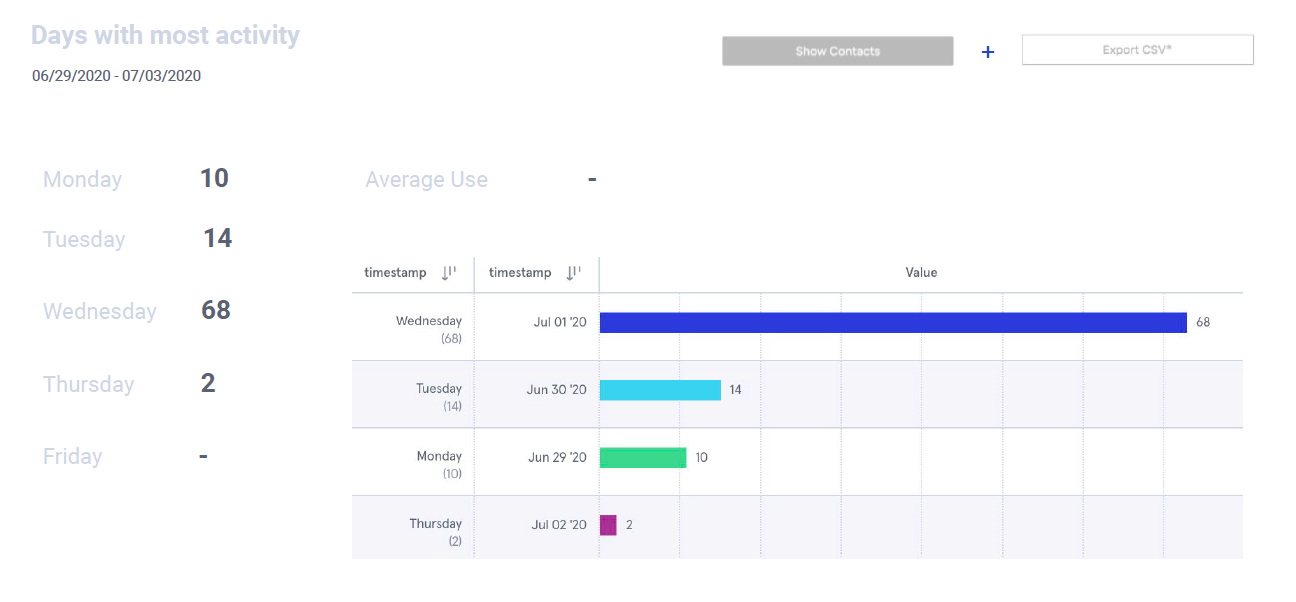 Days with most activity
06/29/2020 - 07/03/2020
Show Contacts
+
Export CSV*
Monday 10
Tuesday 14
Wednesday 68
Thursday 2
Friday -
Average Use -
timestamp timestamp Value
Wednesday Jul 01 '20 68
(68)
Tuesday Jun 30 '20 14
(14)
Monday Jun 29 '20 10
(10)
Thursday Jul 02 '20 2
(2)